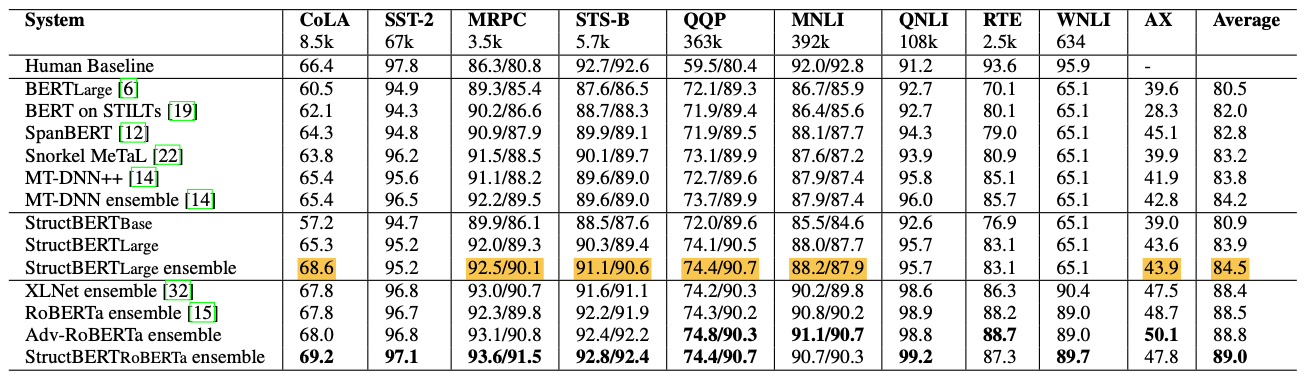 System CoLA SST-2 MRPC STS-B QQP MNLI QNLI RTE WNLI AX Average
8.5k 67k 3.5k 5.7k 363k 392k 108k 2.5k 634
Human Baseline 66.4 97.8 86.3/80.8 92.7/92.6 59.5/80.4 92.0/92.8 91.2 93.6 95.9 -
BERTLarge [6] 60.5 94.9 89.3/85.4 87.6/86.5 72.1/89.3 86.7/85.9 92.7 70.1 65.1 39.6 80.5
BERT on STILTs [19] 62.1 94.3 90.2/86.6 88.7/88.3 71.9/89.4 86.4/85.6 92.7 80.1 65.1 28.3 82.0
SpanBERT [12] 64.3 94.8 90.9/87.9 89.9/89.1 71.9/89.5 88.1/87.7 94.3 79.0 65.1 45.1 82.8
Snorkel MeTaL [22] 63.8 96.2 91.5/88.5 90.1/89.7 73.1/89.9 87.6/87.2 93.9 80.9 65.1 39.9 83.2
MT-DNN++ [14] 65.4 95.6 91.1/88.2 89.6/89.0 72.7/89.6 87.9/87.4 95.8 85.1 65.1 41.9 83.8
MT-DNN ensemble [14] 65.4 96.5 92.2/89.5 89.6/89.0 73.7/89.9 87.9/87.4 96.0 85.7 65.1 42.8 84.2
StructBERTBase 57.2 94.7 89.9/86.1 88.5/87.6 72.0/89.6 85.5/84.6 92.6 76.9 65.1 39.0 80.9
StructBERTLarge 65.3 95.2 92.0/89.3 90.3/89.4 74.1/90.5 88.0/87.7 95.7 83.1 65.1 43.6 83.9
StructBERTLarge ensemble 68.6 95.2 92.5/90.1 91.1/90.6 74.4/90.7 88.2/87.9 95.7 83.1 65.1 43.9 84.5
XLNet ensemble [32] 67.8 96.8 93.0/90.7 91.6/91.1 74.2/90.3 90.2/89.8 98.6 86.3 90.4 47.5 88.4
RoBERTa ensemble [15] 67.8 96.7 92.3/89.8 92.2/91.9 74.3/90.2 90.8/90.2 98.9 88.2 89.0 48.7 88.5
Adv-RoBERTa ensemble 68.0 96.8 93.1/90.8 92.4/92.2 74.8/90.3 91.1/90.7 98.8 88.7 89.0 50.1 88.8
StructBERTRoBERTa ensemble 69.2 97.1 93.6/91.5 92.8/92.4 74.4/90.7 90.7/90.3 99.2 87.3 89.7 47.8 89.0